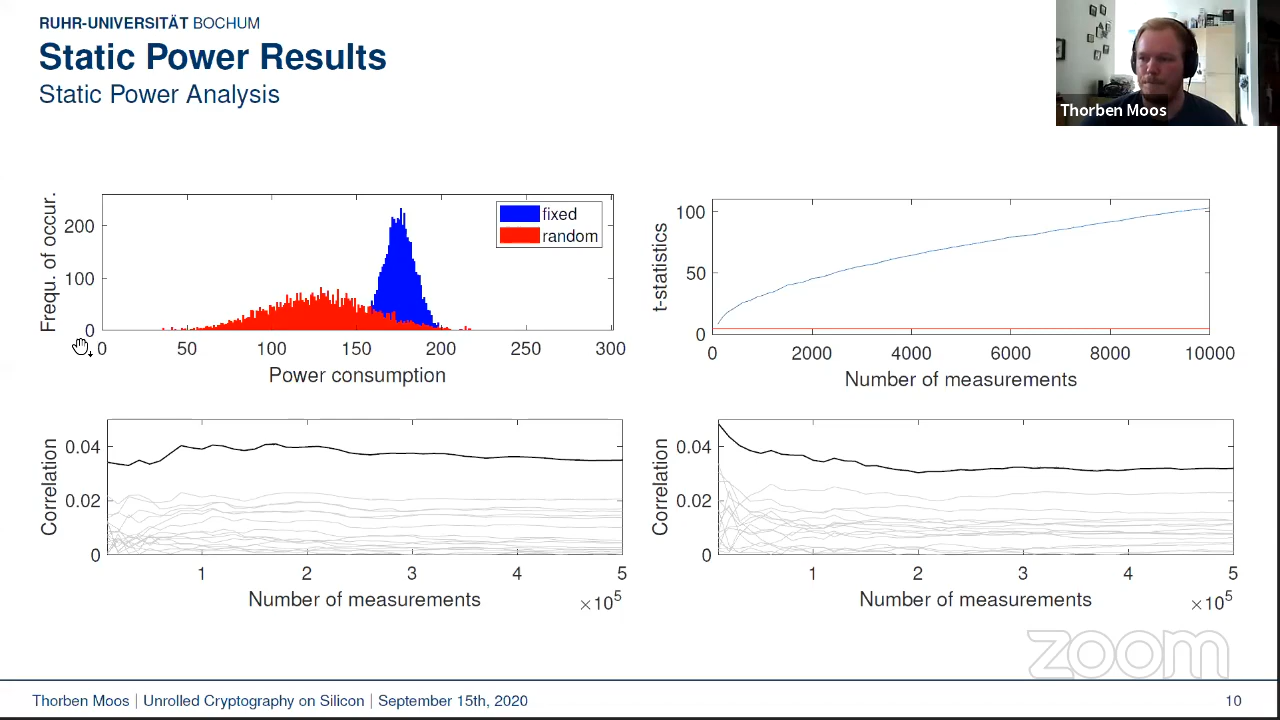 RUHR-UNIVERSITÄT BOCHUM
Static Power Results
Static Power Analysis
Thorben Moos
Frequ. of occur.
200
100
0
fixed
random
0 50 100 150 200 250 300
Power consumption
t-statistics
100
50
0
0 2000 4000 6000 8000 10000
Number of measurements
Correlation
0.04
0.02
0
1 2 3 4 5
Number of measurements
×10^5
Correlation
0.04
0.02
0
1 2 3 4 5
Number of measurements
×10^5
zoom
Thorben Moos | Unrolled Cryptography on Silicon | September 15th, 2020
10